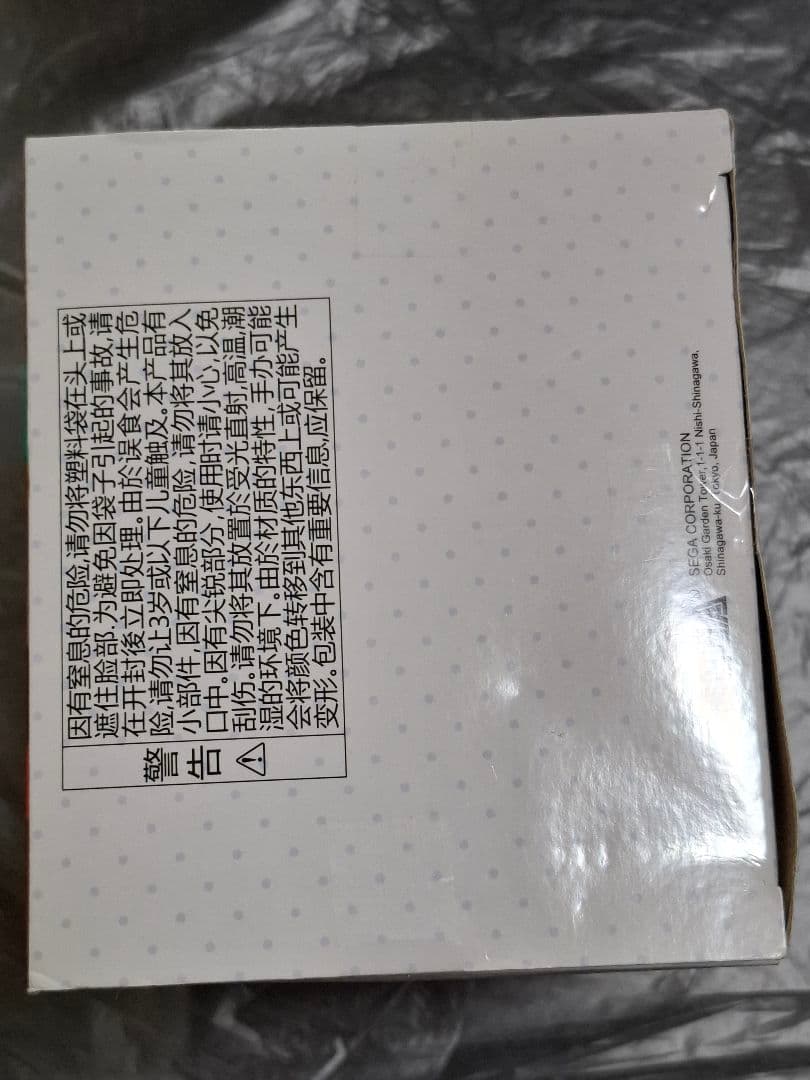 警告
因有窒息的危险,请勿将塑料袋在头上或
遮住脸部.为避免因袋子引起的事故,请
在开封後立即处理。由於误食会产生危
险,请勿让3岁或以下儿童触及。本产品有
小部件,因有窒息的危险,请勿将其放入
口中。因有尖锐部分,使用时请小心,以免
刮伤。请勿将其放置於受光直射,高温,潮
湿的环境下。由於材质的特性,手办可能
会将颜色转移到其他东西上或可能产生
变形。包装中含有重要信息,应保留。
SEGA CORPORATION
Osaki Garden Tower,1-1-1 Nishi-Shinagawa,
Shinagawa-ku, Tokyo, Japan